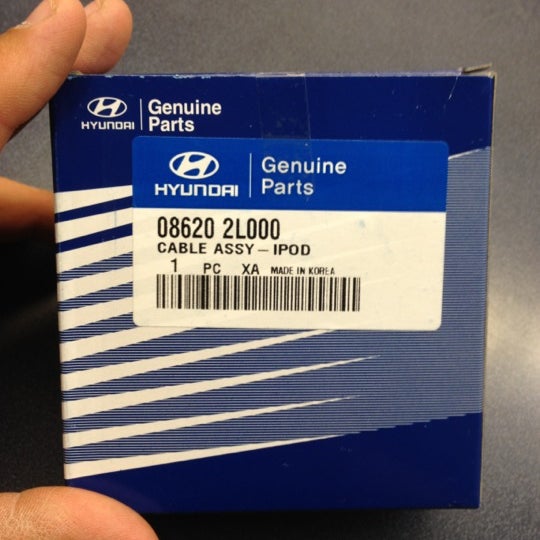 HYUNDAI
Genuine
Parts
HYUNDAI
Genuine
Parts
08620 2L000
CABLE ASSY-IPOD
1 PC XA MADE IN KOREA